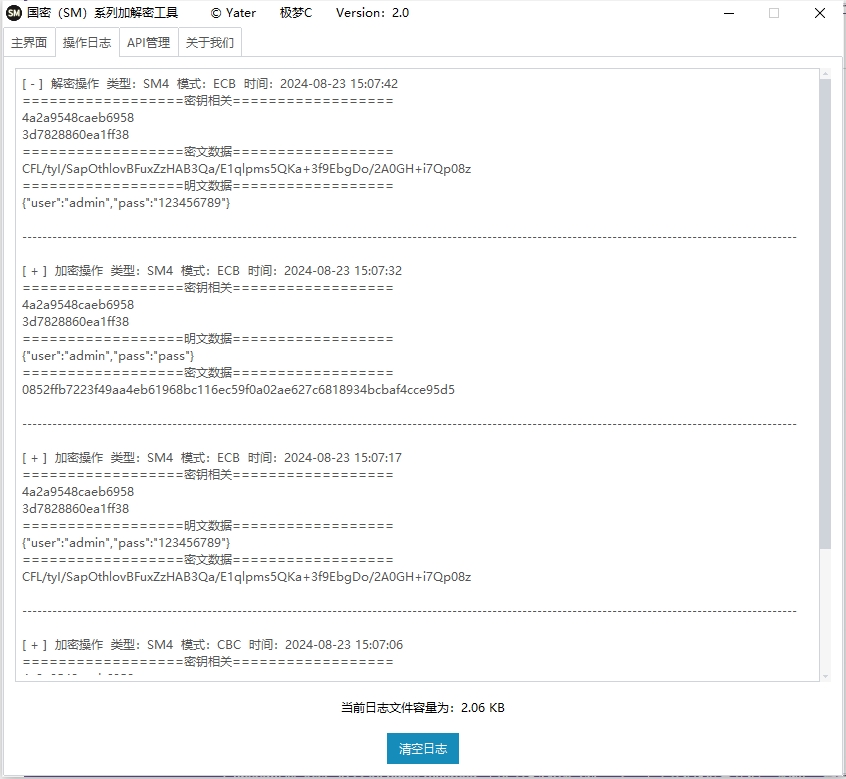 SM 国密（SM）系列加解密工具 © Yater 极梦C Version：2.0
主界面 操作日志 API管理 关于我们
[ - ] 解密操作 类型：SM4 模式：ECB 时间：2024-08-23 15:07:42
==================密钥相关==================
4a2a9548caeb6958
3d7828860ea1ff38
==================密文数据==================
CFL/tyI/SapOthlovBFuxZzHAB3Qa/E1qlpms5QKa+3f9EbgDo/2A0GH+i7Qp08z
==================明文数据==================
{"user":"admin","pass":"123456789"}
---------------------------------------------------------------------------------------------------------------------------------
[ + ] 加密操作 类型：SM4 模式：ECB 时间：2024-08-23 15:07:32
==================密钥相关==================
4a2a9548caeb6958
3d7828860ea1ff38
==================明文数据==================
{"user":"admin","pass":"pass"}
==================密文数据==================
0852ffb7223f49aa4eb61968bc116ec59f0a02ae627c6818934bcbaf4cce95d5
---------------------------------------------------------------------------------------------------------------------------------
[ + ] 加密操作 类型：SM4 模式：ECB 时间：2024-08-23 15:07:17
==================密钥相关==================
4a2a9548caeb6958
3d7828860ea1ff38
==================明文数据==================
{"user":"admin","pass":"123456789"}
==================密文数据==================
CFL/tyI/SapOthlovBFuxZzHAB3Qa/E1qlpms5QKa+3f9EbgDo/2A0GH+i7Qp08z
---------------------------------------------------------------------------------------------------------------------------------
[ + ] 加密操作 类型：SM4 模式：CBC 时间：2024-08-23 15:07:06
==================密钥相关==================
当前日志文件容量为：2.06 KB
清空日志